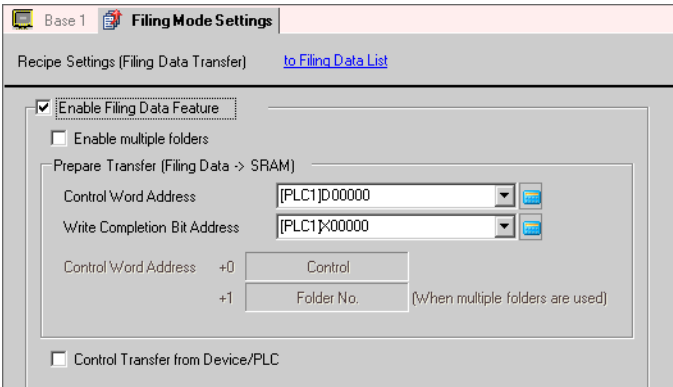 Base 1 Filing Mode Settings
Recipe Settings (Filing Data Transfer) to Filing Data List
Enable Filing Data Feature
Enable multiple folders
Prepare Transfer (Filing Data -> SRAM)
Control Word Address [PLC1]D00000
Write Completion Bit Address [PLC1]X00000
Control Word Address +0 Control
+1 Folder No. (When multiple folders are used)
Control Transfer from Device/PLC